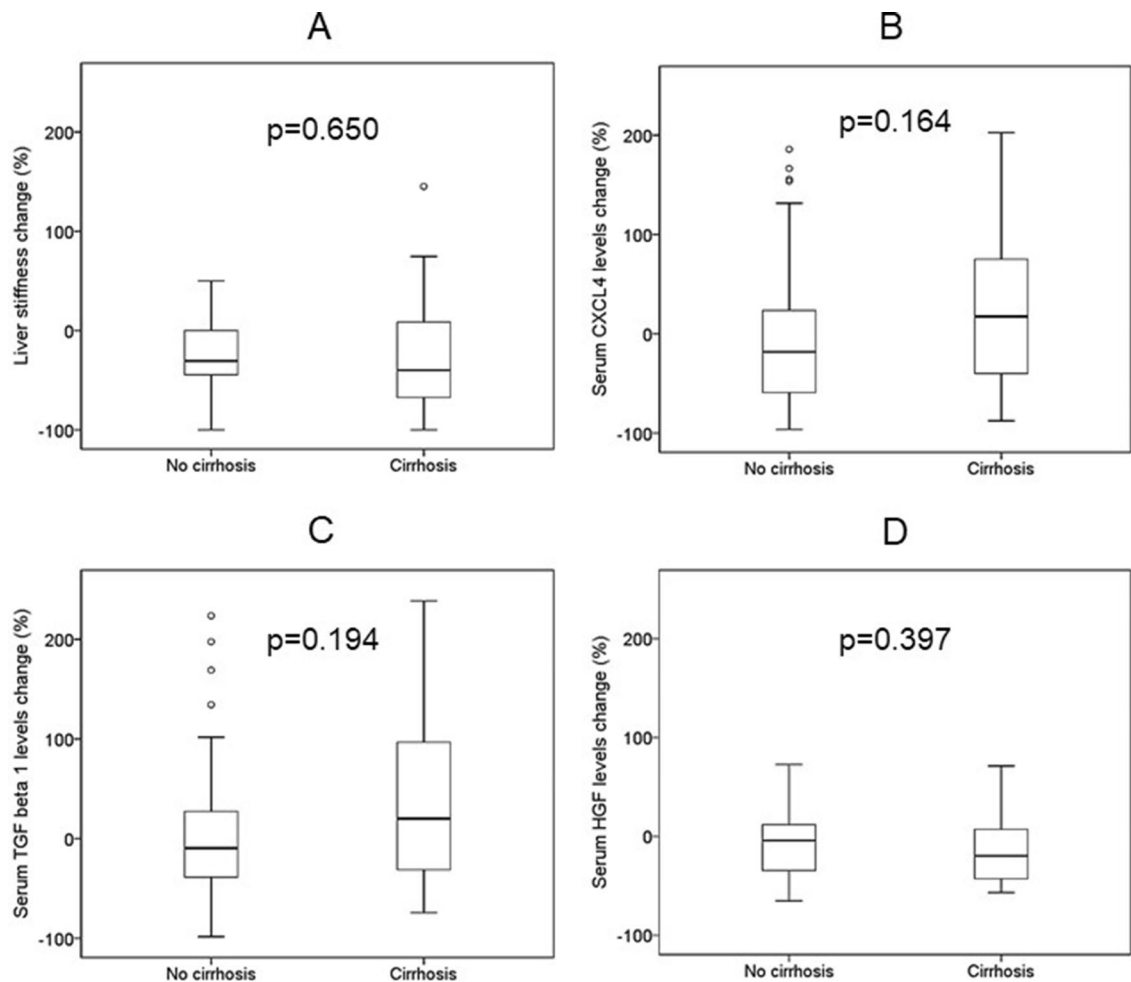 A
Liver stiffness change (%)
200
100
0
-100
p=0.650
No cirrhosis
Cirrhosis
B
Serum CXCL4 levels change (%)
200
100
0
-100
p=0.164
No cirrhosis
Cirrhosis
C
Serum TGF beta 1 levels change (%)
200
100
0
-100
p=0.194
No cirrhosis
Cirrhosis
D
Serum HGF levels change (%)
200
100
0
-100
p=0.397
No cirrhosis
Cirrhosis